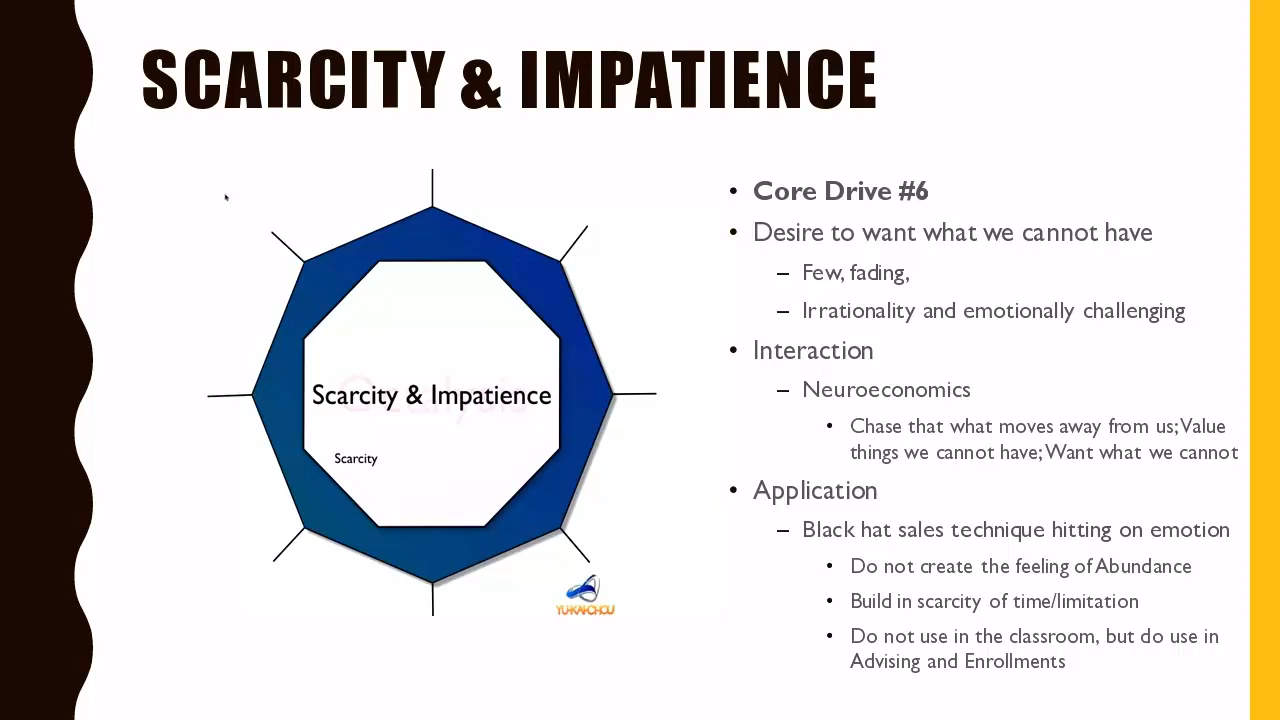 SCARCITY & IMPATIENCE
Scarcity & Impatience
Scarcity
YU-KAI CHOU
• Core Drive #6
• Desire to want what we cannot have
– Few, fading,
– Irrationality and emotionally challenging
• Interaction
– Neuroeconomics
• Chase that what moves away from us; Value
things we cannot have; Want what we cannot
• Application
– Black hat sales technique hitting on emotion
• Do not create the feeling of Abundance
• Build in scarcity of time/limitation
• Do not use in the classroom, but do use in
Advising and Enrollments